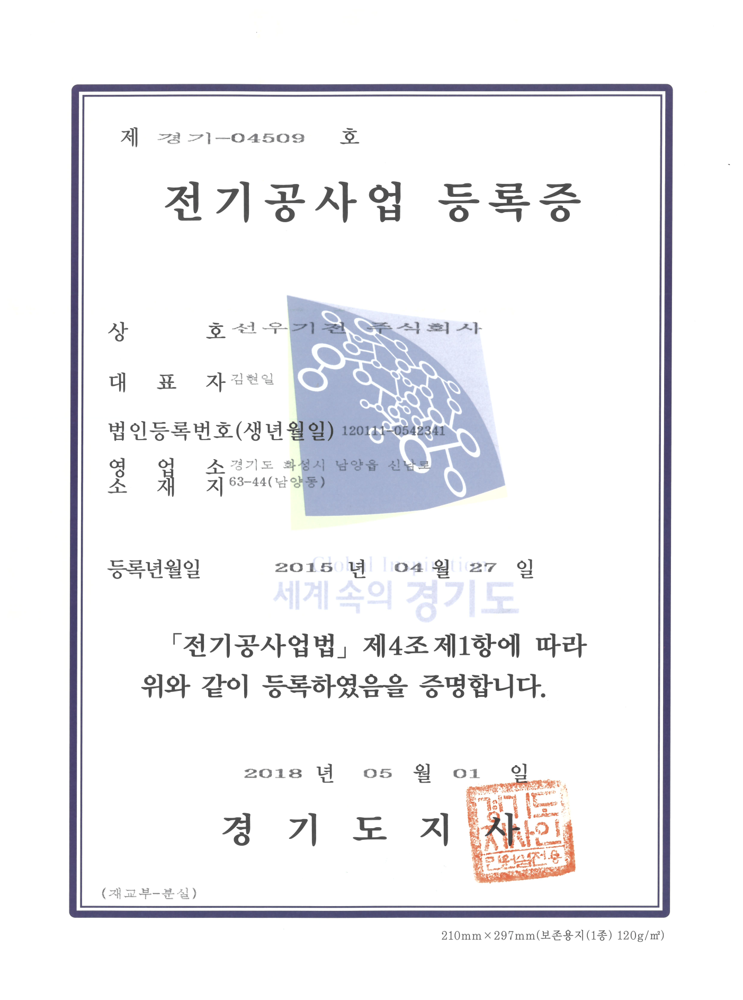 제 경기-04509 호
전기공사업 등록증
상 호 선우기전 주식회사
대 표 자 김현일
법인등록번호(생년월일) 120111-0542341
영 업 소 경기도 화성시 남양읍 신남로
소 재 지 63-44(남양동)
등록년월일 2015 년 04 월 27 일
Global Inspiration
세계속의 경기도
「전기공사업법」 제4조제1항에 따라
위와 같이 등록하였음을 증명합니다.
2018 년 05 월 01 일
경 기 도 지 사
경기도
지사인
민원실전용
(재교부-분실)
210mm×297mm(보존용지(1종) 120g/㎡)